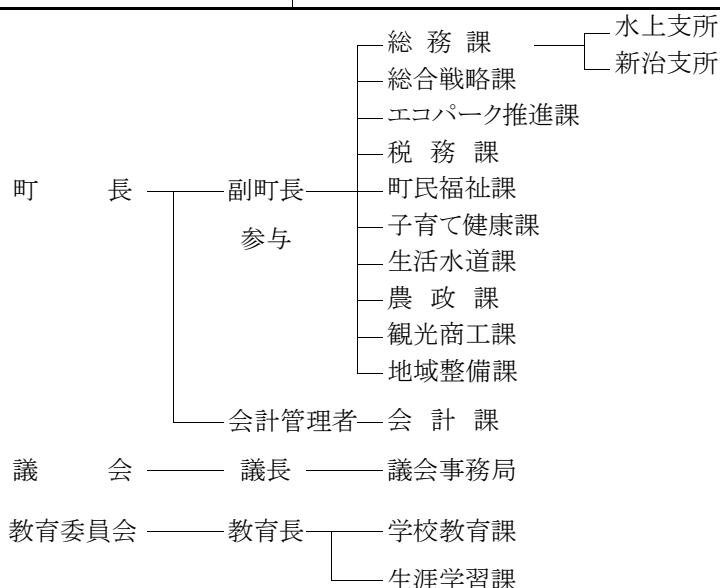 総務課 水上支所
新治支所
総合戦略課
エコパーク推進課
税務課
町長 副町長 町民福祉課
参与 子育て健康課
生活水道課
農政課
観光商工課
地域整備課
会計管理者 会計課
議会 議長 議会事務局
教育委員会 教育長 学校教育課
生涯学習課